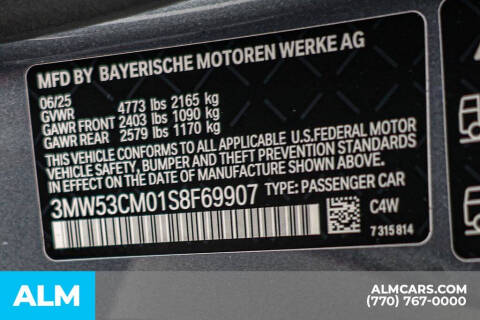 MFD BY BAYERISCHE MOTOREN WERKE AG
06/25
GVWR 4773 lbs 2165 kg
GAWR FRONT 2403 lbs 1090 kg
GAWR REAR 2579 lbs 1170 kg
THIS VEHICLE CONFORMS TO ALL APPLICABLE U.S.FEDERAL MOTOR
VEHICLE SAFETY, BUMPER AND THEFT PREVENTION STANDARDS
IN EFFECT ON THE DATE OF MANUFACTURE SHOWN ABOVE.
3MW53CM01S8F69907 TYPE: PASSENGER CAR
C4W
7315814
ALM
ALMCARS.COM
(770) 767-0000